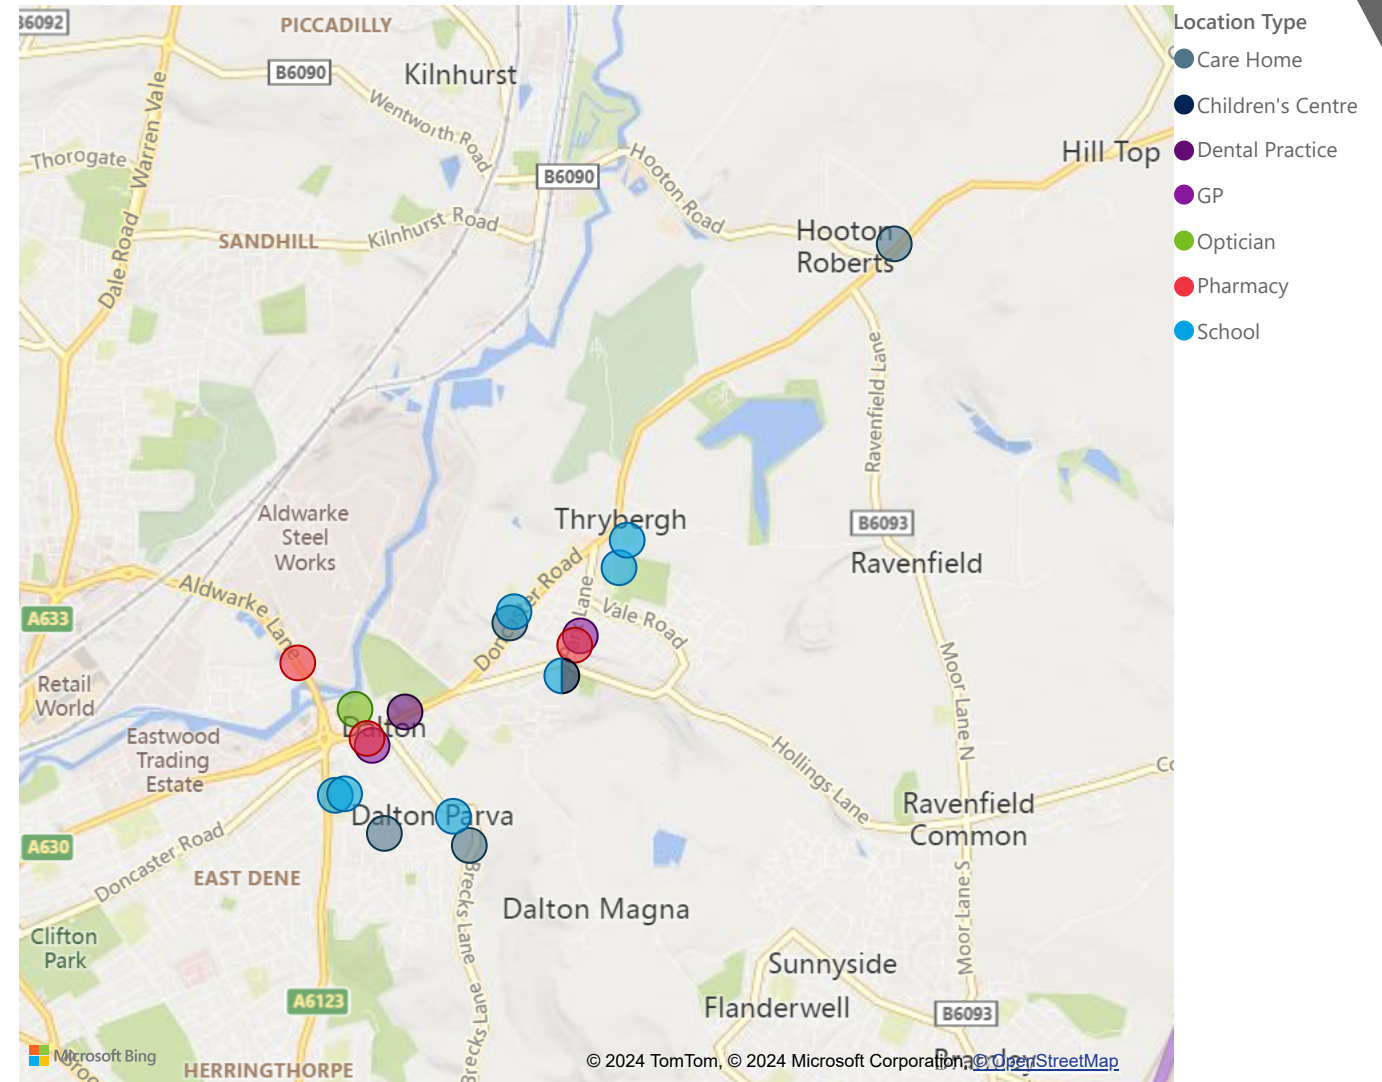 B6092
PICCADILLY
Kilnhurst
B6090
Wentworth Road
Warren Vale
Thorogate
B6090
Hooton Road
Hill Top
Dale Road
SANDHILL
Kilnhurst Road
Hooton
Roberts
Ravenfield Lane
Aldwarke
Steel
Works
Thrybergh
B6093
Ravenfield
Aldwarke Lane
A633
Doncaster Road
Lane
Vale Road
Moor Lane N
Retail
World
Dalton
Eastwood
Trading
Estate
Hollings Lane
Dalton Parva
Ravenfield
Common
A630
Doncaster Road
EAST DENE
Brecks Lane
Dalton Magna
Moor Lane S
Clifton
Park
Sunnyside
Flanderwell
A6123
B6093
Brecks Lane
Microsoft Bing
HERRINGTHORPE
Bramley
© 2024 TomTom, © 2024 Microsoft Corporation, © OpenStreetMap
Location Type
Care Home
Children's Centre
Dental Practice
GP
Optician
Pharmacy
School